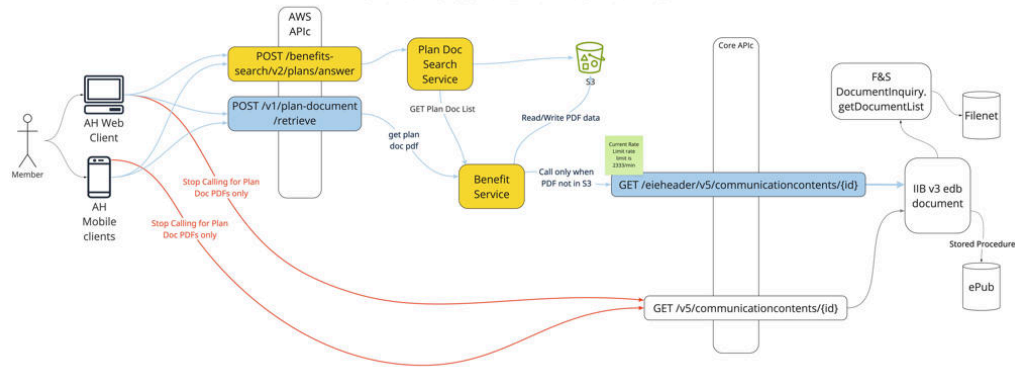 AWS
APIc
POST /benefits-
search/v2/plans/answer
Plan Doc
Search
Service
S3
Core APIc
F&S
DocumentInquiry.
getDocumentList
Filenet
AH Web
Client
POST /v1/plan-document
/retrieve
GET Plan Doc List
Read/Write PDF data
get plan
doc pdf
Current Rate
Limit rate
limit is
2333/min
Member
AH
Mobile
clients
Stop Calling for Plan
Doc PDFs only
Stop Calling for Plan
Doc PDFs only
Benefit
Service
Call only when
PDF not in S3
GET /eieheader/v5/communicationcontents/{id}
IIB v3 edb
document
Stored Procedure
ePub
GET /v5/communicationcontents/{id}